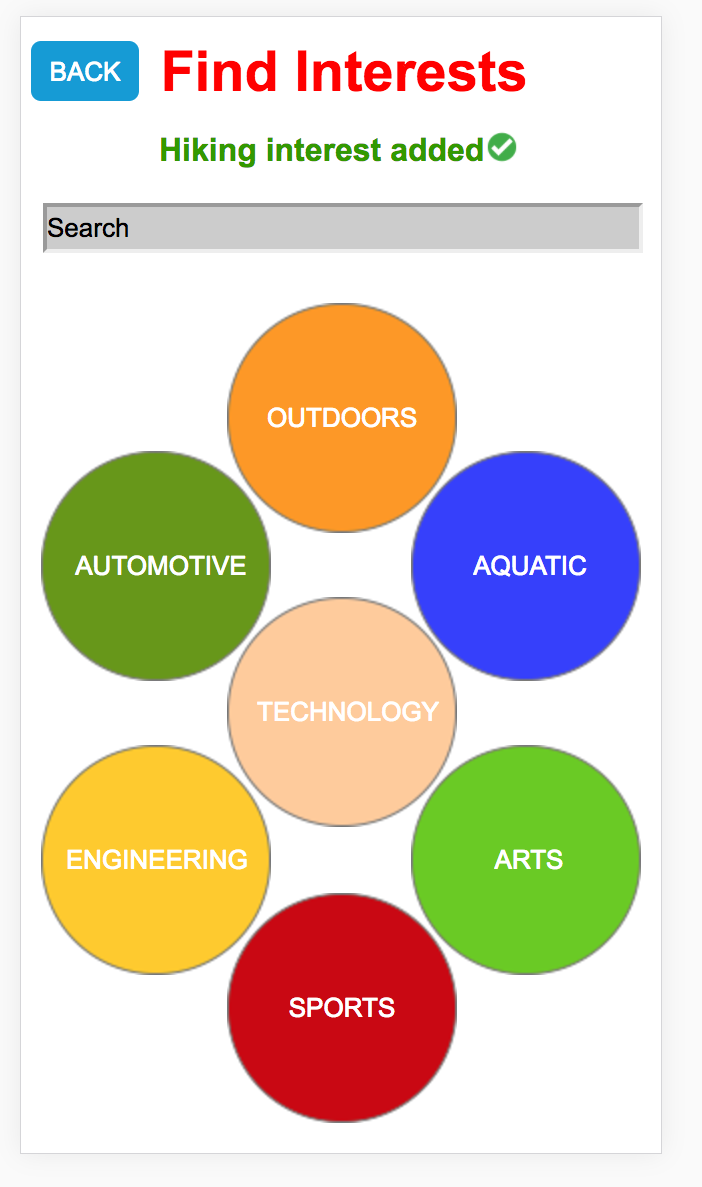 BACK
Find Interests
Hiking interest added
Search
OUTDOORS
AUTOMOTIVE
AQUATIC
TECHNOLOGY
ENGINEERING
ARTS
SPORTS